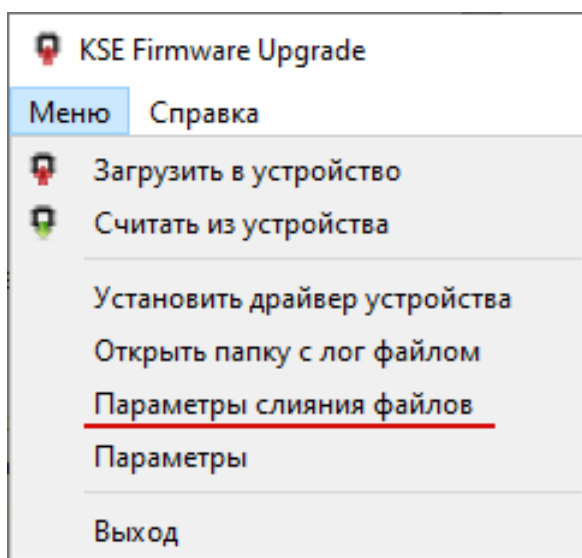 KSE Firmware Upgrade
Меню Справка
Загрузить в устройство
Считать из устройства
Установить драйвер устройства
Открыть папку с лог файлом
Параметры слияния файлов
Параметры
Выход